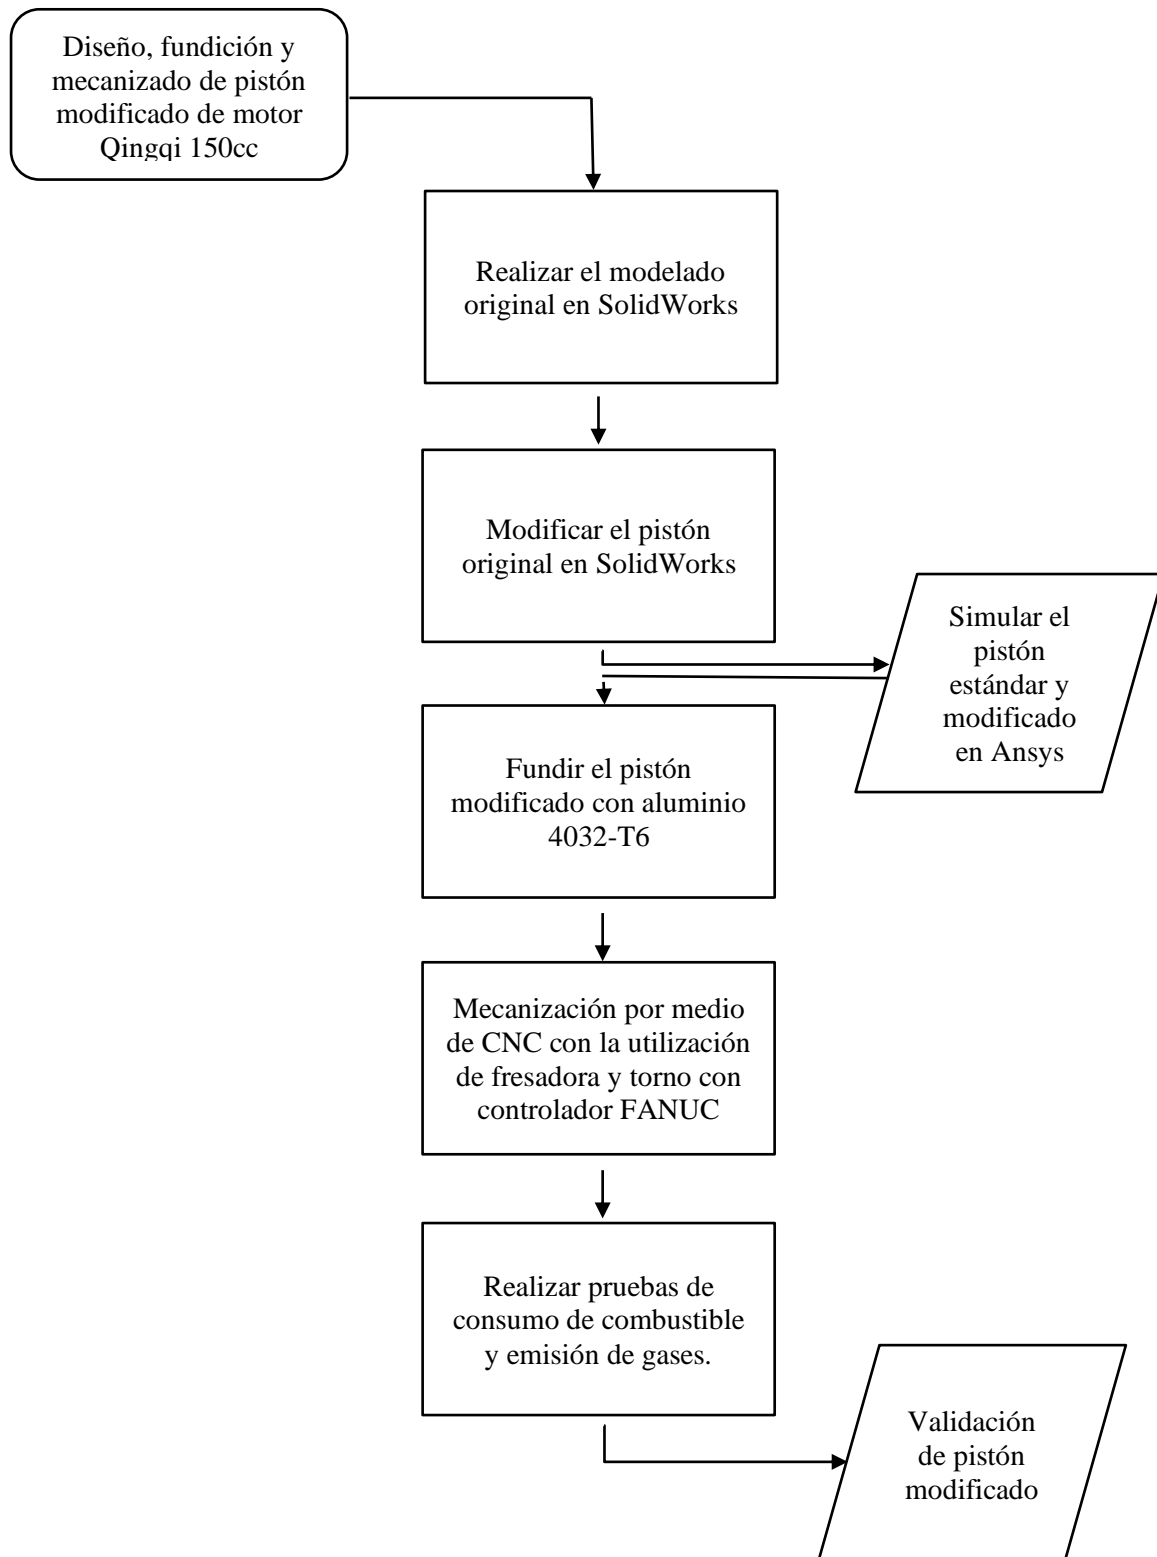 Diseño, fundición y
mecanizado de pistón
modificado de motor
Qingqi 150cc
Realizar el modelado
original en SolidWorks
Modificar el pistón
original en SolidWorks
Simular el
pistón
estándar y
modificado
en Ansys
Fundir el pistón
modificado con aluminio
4032-T6
Mecanización por medio
de CNC con la utilización
de fresadora y torno con
controlador FANUC
Realizar pruebas de
consumo de combustible
y emisión de gases.
Validación
de pistón
modificado